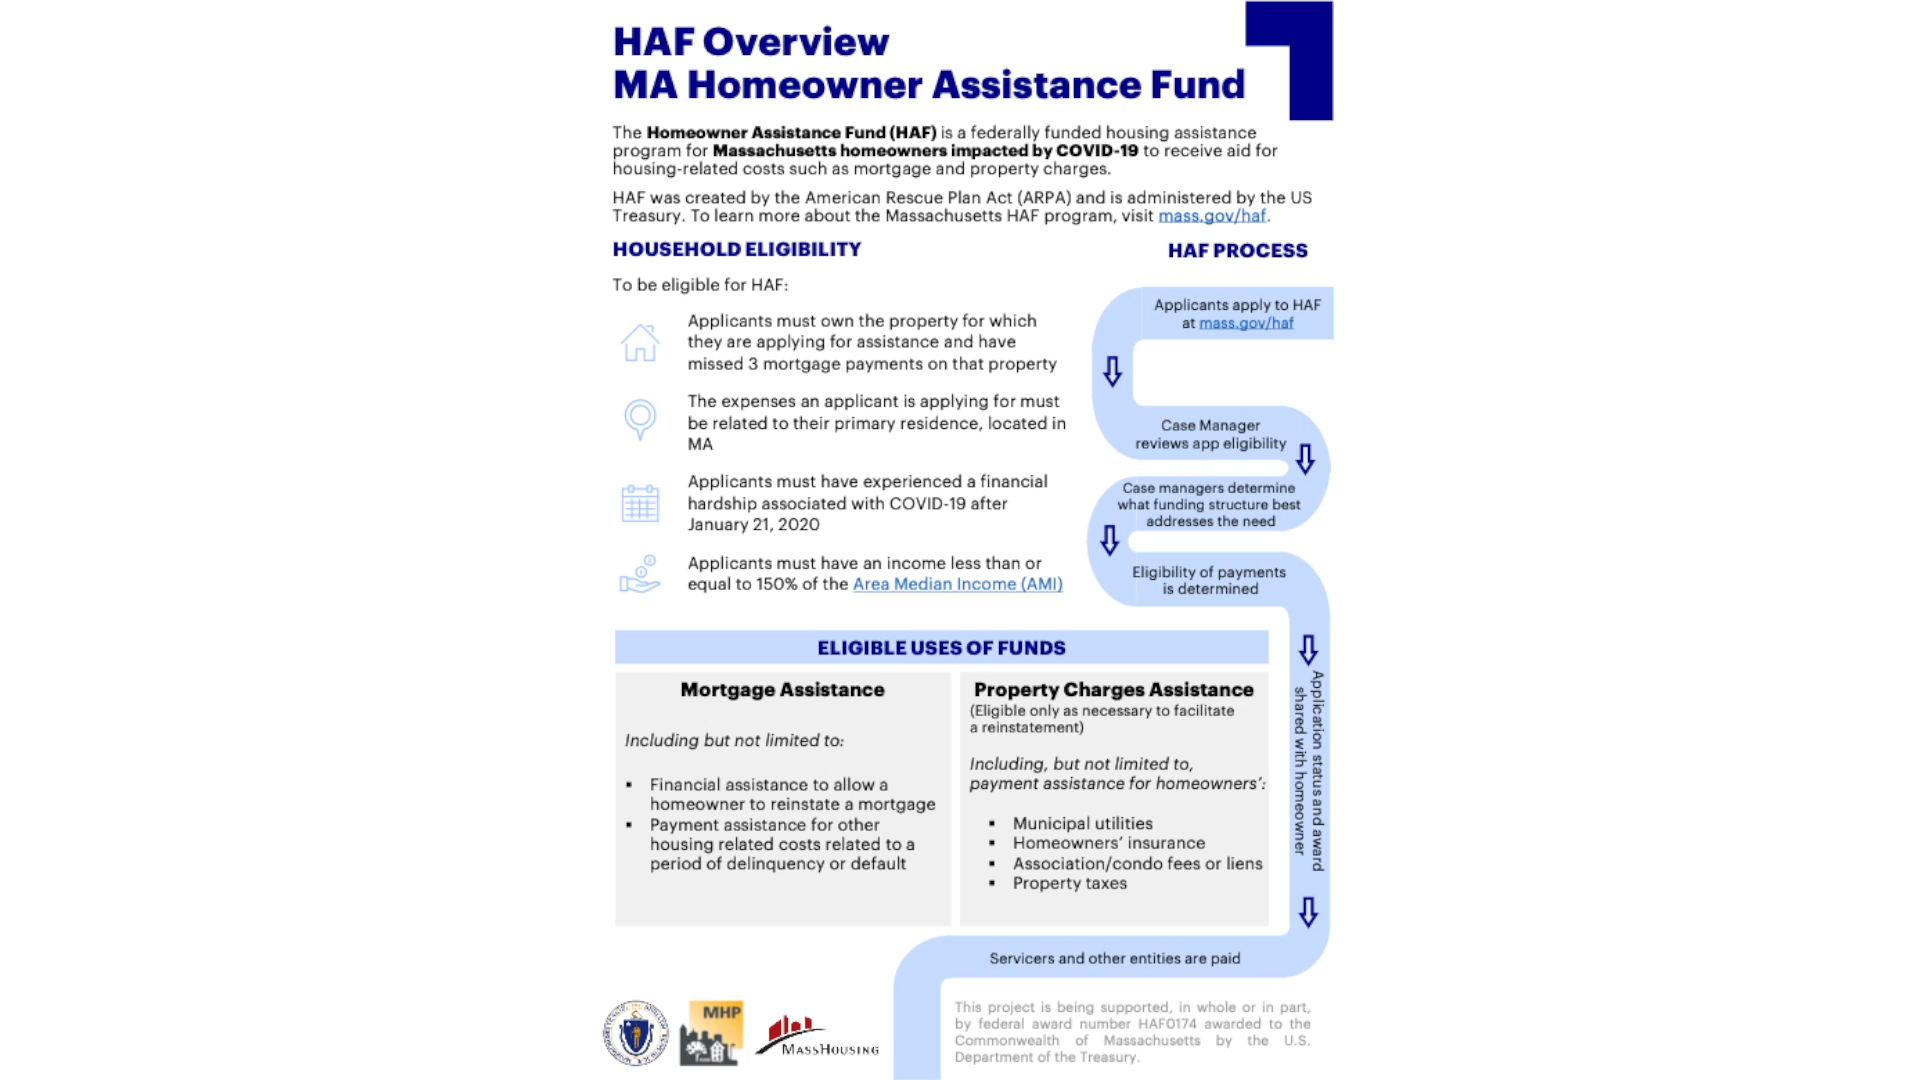 HAF Overview
MA Homeowner Assistance Fund
The Homeowner Assistance Fund (HAF) is a federally funded housing assistance
program for Massachusetts homeowners impacted by COVID-19 to receive aid for
housing-related costs such as mortgage and property charges.
HAF was created by the American Rescue Plan Act (ARPA) and is administered by the US
Treasury. To learn more about the Massachusetts HAF program, visit mass.gov/haf.
HOUSEHOLD ELIGIBILITY
To be eligible for HAF:
Applicants must own the property for which
they are applying for assistance and have
missed 3 mortgage payments on that property
The expenses an applicant is applying for must
be related to their primary residence, located in
MA
Applicants must have experienced a financial
hardship associated with COVID-19 after
January 21, 2020
Applicants must have an income less than or
equal to 150% of the Area Median Income (AMI)
HAF PROCESS
Applicants apply to HAF
at mass.gov/haf
Case Manager
reviews app eligibility
Case managers determine
what funding structure best
addresses the need
Eligibility of payments
is determined
Application status and award
shared with homeowner
Servicers and other entities are paid
ELIGIBLE USES OF FUNDS
Mortgage Assistance
Including but not limited to:
▪ Financial assistance to allow a
homeowner to reinstate a mortgage
▪ Payment assistance for other
housing related costs related to a
period of delinquency or default
Property Charges Assistance
(Eligible only as necessary to facilitate
a reinstatement)
Including, but not limited to,
payment assistance for homeowners’:
▪ Municipal utilities
▪ Homeowners’ insurance
▪ Association/condo fees or liens
▪ Property taxes
MHP
MASSHOUSING
This project is being supported, in whole or in part,
by federal award number HAF0174 awarded to the
Commonwealth of Massachusetts by the U.S.
Department of the Treasury.